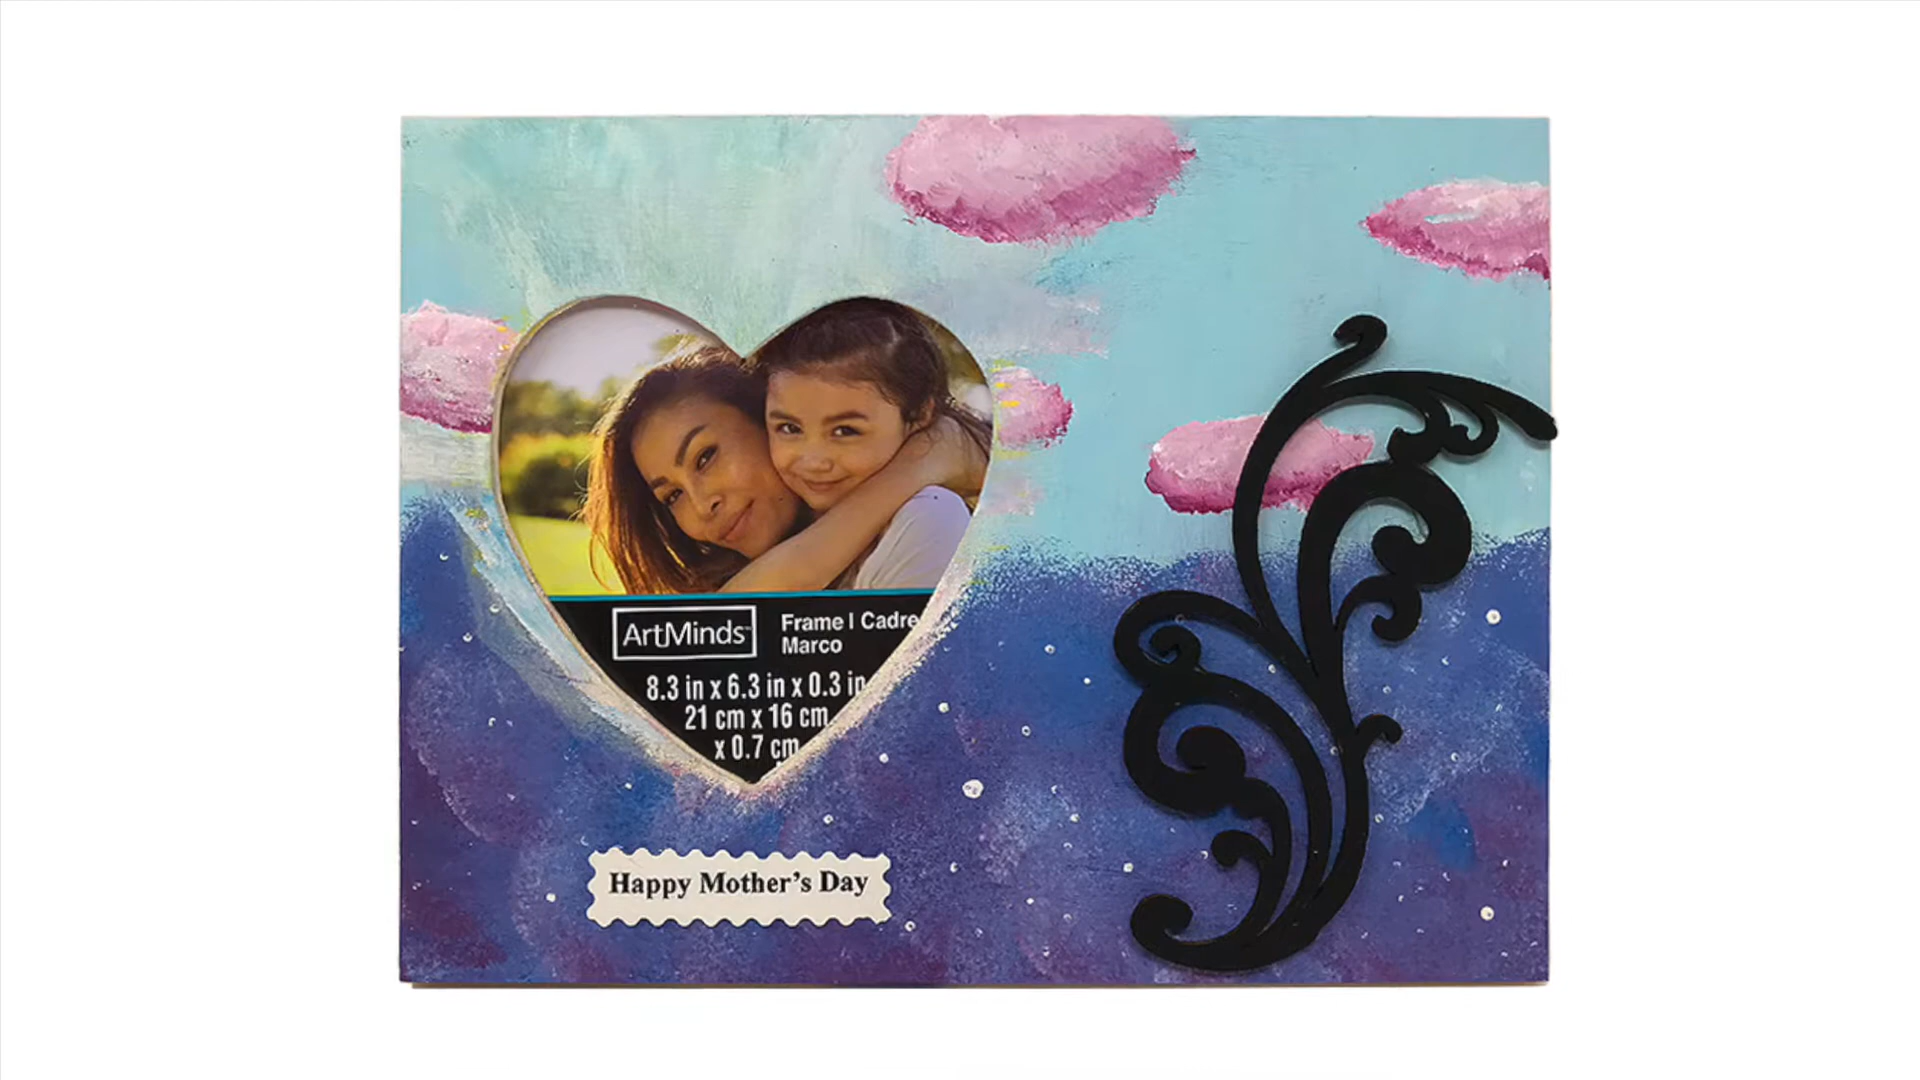 ArtMinds
Frame | Cadre
Marco
8.3 in x 6.3 in x 0.3 in
21 cm x 16 cm
x 0.7 cm
Happy Mother's Day